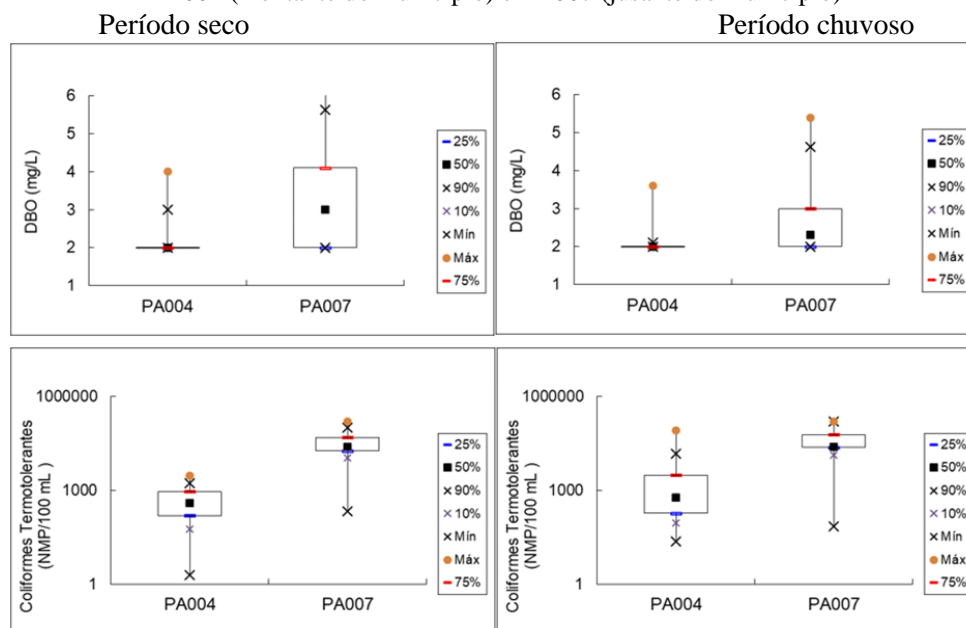 Período seco
Período chuvoso
DBO (mg/L)
6
5
4
3
2
1
PA004
PA007
25%
50%
90%
10%
Mín
Máx
75%
DBO (mg/L)
6
5
4
3
2
1
PA004
PA007
25%
50%
90%
10%
Mín
Máx
75%
Coliformes Termotolerantes
(NMP/100 mL )
1000000
1000
1
PA004
PA007
25%
50%
90%
10%
Mín
Máx
75%
Coliformes Termotolerantes
(NMP/100 mL )
1000000
1000
1
PA004
PA007
25%
50%
90%
10%
Mín
Máx
75%